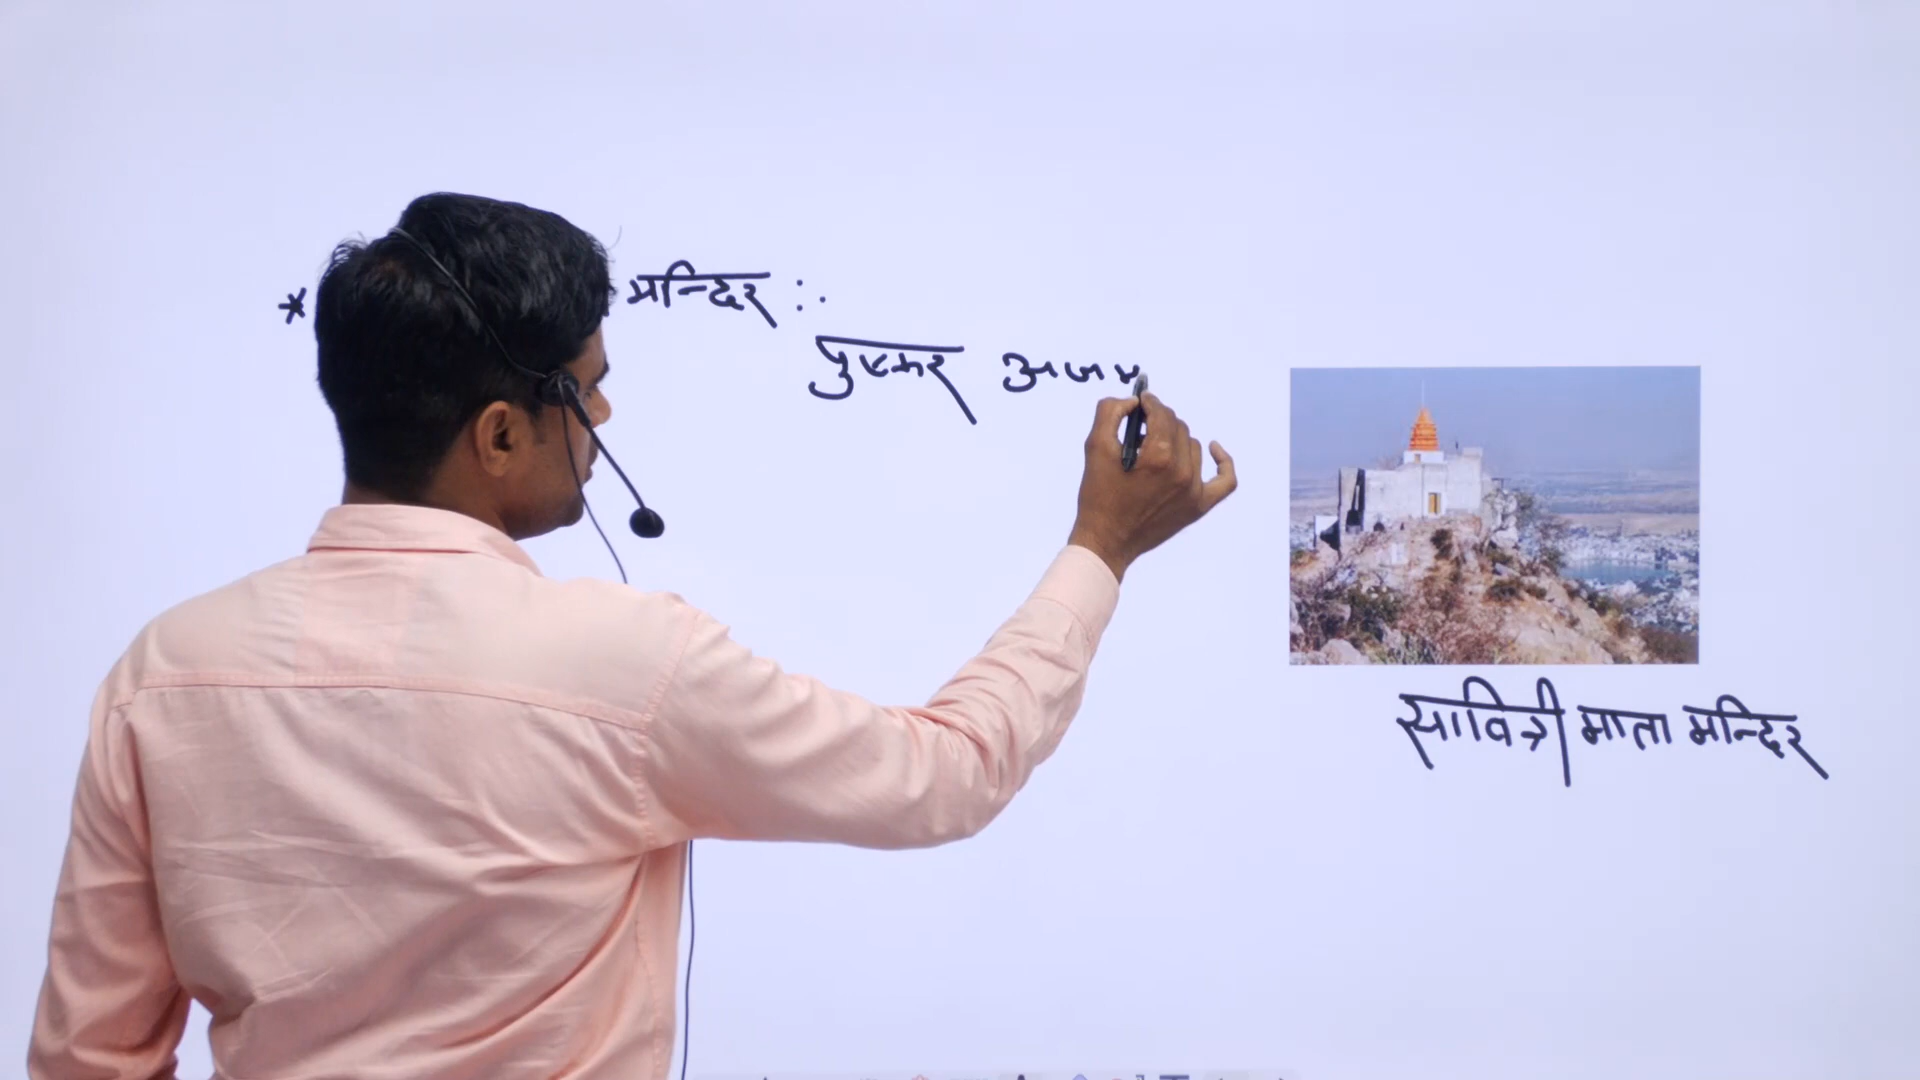 * मन्दिर :.
पुष्कर अजम
सावित्री माता मन्दिर